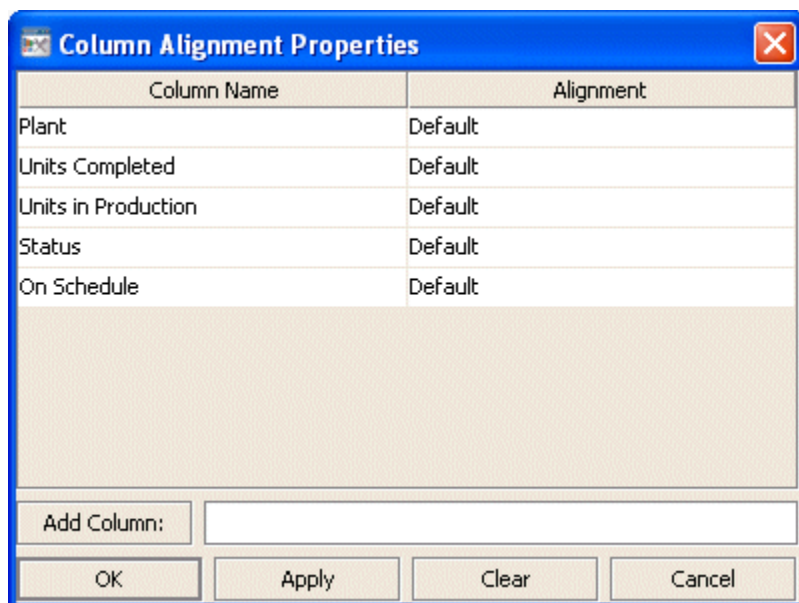 Column Alignment Properties
Column Name Alignment
Plant Default
Units Completed Default
Units in Production Default
Status Default
On Schedule Default
Add Column:
OK Apply Clear Cancel